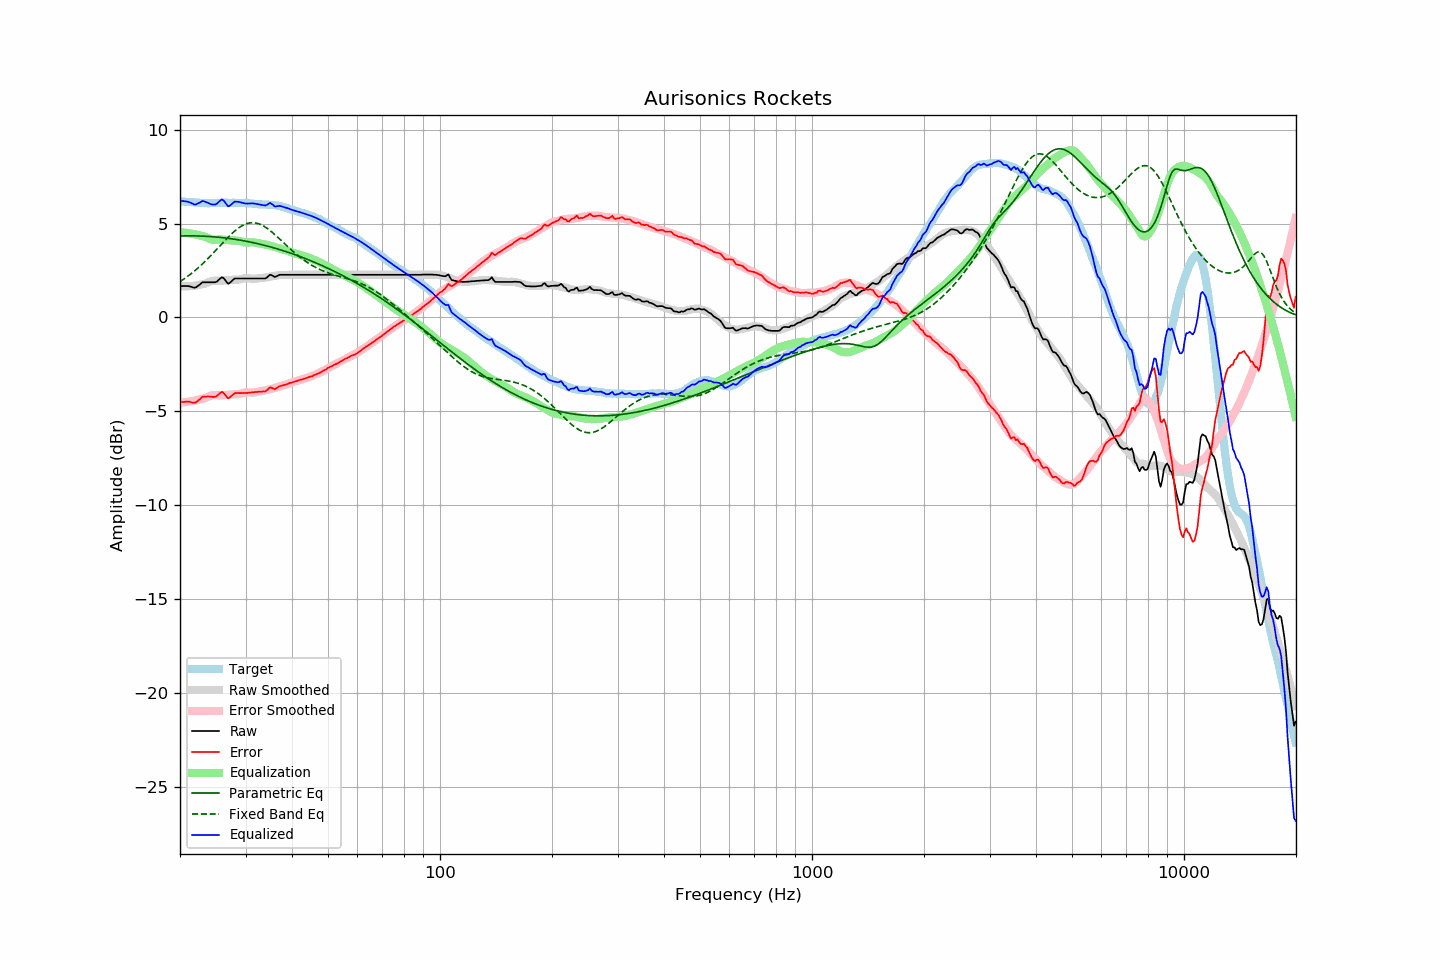 Aurisonics Rockets
10
5
0
−5
−10
−15
−20
−25
Amplitude (dBr)
Target
Raw Smoothed
Error Smoothed
Raw
Error
Equalization
Parametric Eq
Fixed Band Eq
Equalized
100
1000
10000
Frequency (Hz)